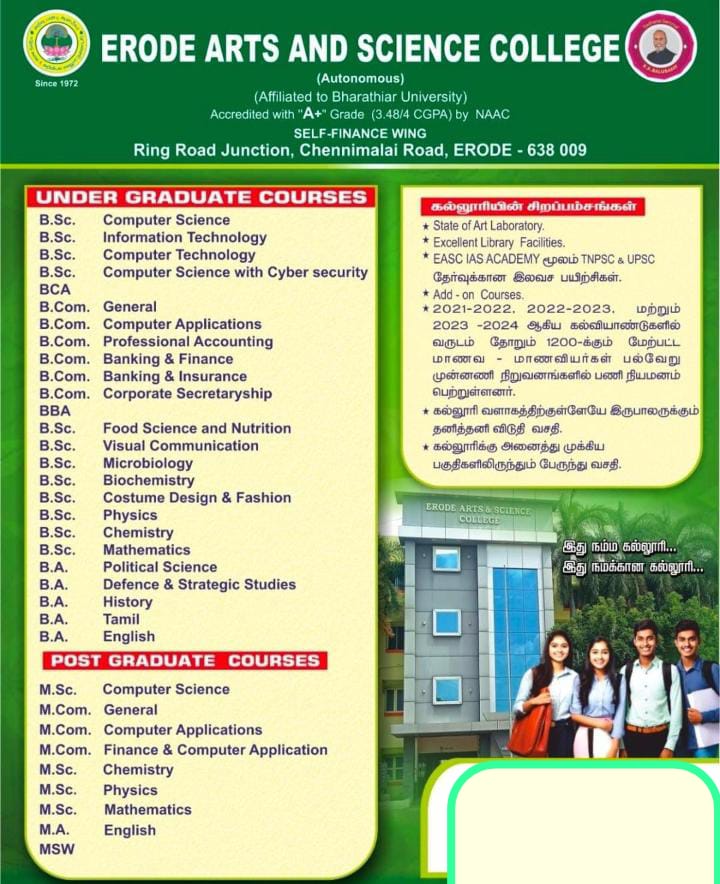 ERODE ARTS AND SCIENCE COLLEGE
Since 1972
(Autonomous)
(Affiliated to Bharathiar University)
Accredited with "A+" Grade (3.48/4 CGPA) by NAAC
SELF-FINANCE WING
Ring Road Junction, Chennimalai Road, ERODE - 638 009
UNDER GRADUATE COURSES
B.Sc. Computer Science
B.Sc. Information Technology
B.Sc. Computer Technology
B.Sc. Computer Science with Cyber security
BCA
B.Com. General
B.Com. Computer Applications
B.Com. Professional Accounting
B.Com. Banking & Finance
B.Com. Banking & Insurance
B.Com. Corporate Secretaryship
BBA
B.Sc. Food Science and Nutrition
B.Sc. Visual Communication
B.Sc. Microbiology
B.Sc. Biochemistry
B.Sc. Costume Design & Fashion
B.Sc. Physics
B.Sc. Chemistry
B.Sc. Mathematics
B.A. Political Science
B.A. Defence & Strategic Studies
B.A. History
B.A. Tamil
B.A. English
POST GRADUATE COURSES
M.Sc. Computer Science
M.Com. General
M.Com. Computer Applications
M.Com. Finance & Computer Application
M.Sc. Chemistry
M.Sc. Physics
M.Sc. Mathematics
M.A. English
MSW
கல்லூரியின் சிறப்பம்சங்கள்
★ State of Art Laboratory.
★ Excellent Library Facilities.
★ EASC IAS ACADEMY மூலம் TNPSC & UPSC
தேர்வுக்கான இலவச பயிற்சிகள்.
★ Add - on Courses.
★ 2021-2022, 2022-2023, மற்றும்
2023 -2024 ஆகிய கல்வியாண்டுகளில்
வருடம் தோறும் 1200-க்கும் மேற்பட்ட
மாணவ - மாணவியர்கள் பல்வேறு
முன்னணி நிறுவனங்களில் பணி நியமனம்
பெற்றுள்ளனர்.
★ கல்லூரி வளாகத்திற்குள்ளேயே இருபாலருக்கும்
தனித்தனி விடுதி வசதி.
★ கல்லூரிக்கு அனைத்து முக்கிய
பகுதிகளிலிருந்தும் பேருந்து வசதி.
ERODE ARTS & SCIENCE
COLLEGE
இது நம்ம கல்லூரி...
இது நமக்கான கல்லூரி...